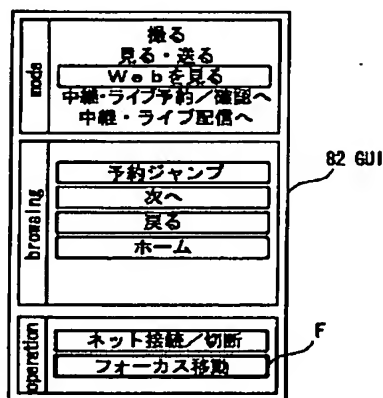 mode
撮る
見る・送る
Webを見る
中継・ライブ予約/確認へ
中継・ライブ配信へ
82 GUI
browsing
予約ジャンプ
次へ
戻る
ホーム
operation
ネット接続/切断
フォーカス移動
F